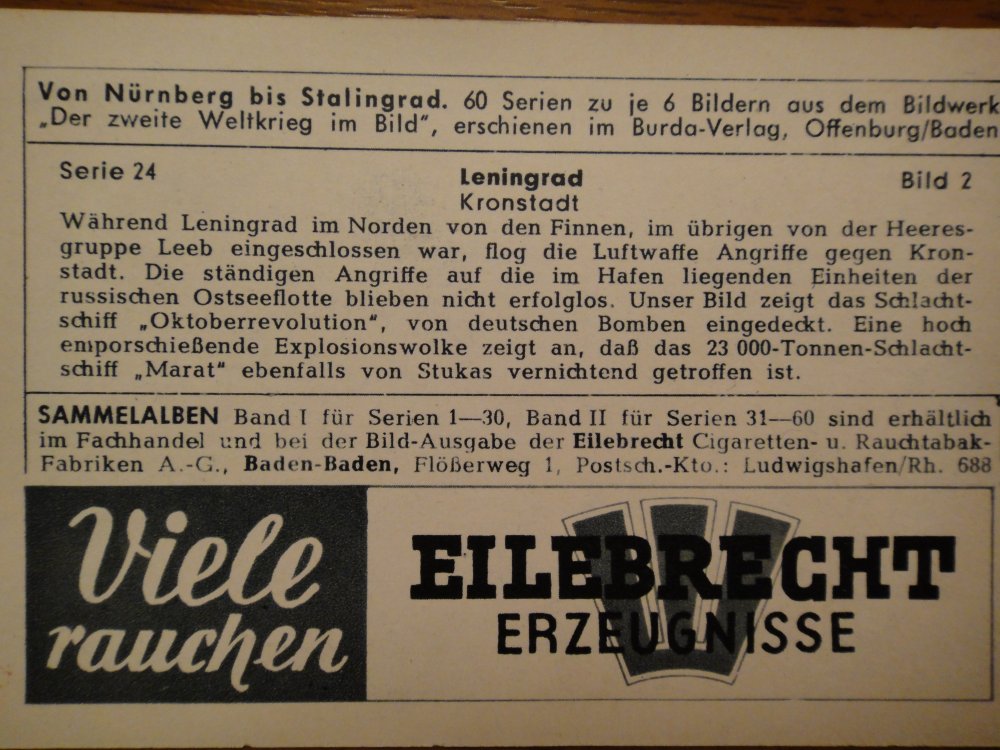 Von Nürnberg bis Stalingrad. 60 Serien zu je 6 Bildern aus dem Bildwerk
„Der zweite Weltkrieg im Bild“, erschienen im Burda-Verlag, Offenburg/Baden
Serie 24 Leningrad Bild 2
Kronstadt
Während Leningrad im Norden von den Finnen, im übrigen von der Heeres-
gruppe Leeb eingeschlossen war, flog die Luftwaffe Angriffe gegen Kron-
stadt. Die ständigen Angriffe auf die im Hafen liegenden Einheiten der
russischen Ostseeflotte blieben nicht erfolglos. Unser Bild zeigt das Schlacht-
schiff „Oktoberrevolution“, von deutschen Bomben eingedeckt. Eine hoch
emporschießende Explosionswolke zeigt an, daß das 23 000-Tonnen-Schlacht-
schiff „Marat“ ebenfalls von Stukas vernichtend getroffen ist.
SAMMELALBEN Band I für Serien 1—30, Band II für Serien 31—60 sind erhältlich
im Fachhandel und bei der Bild-Ausgabe der Eilebrecht Cigaretten- u. Rauchtabak-
Fabriken A.-G., Baden-Baden, Flößerweg 1, Postsch.-Kto.: Ludwigshafen/Rh. 688
Viele
rauchen
EILEBRECHT
ERZEUGNISSE